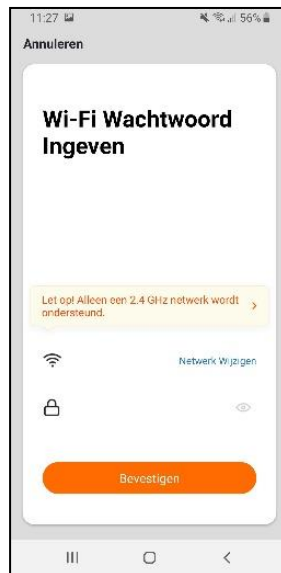 11:27 56%
Annuleren
Wi-Fi Wachtwoord
Ingeven
Let op! Alleen een 2.4 GHz netwerk wordt
ondersteund.
Netwerk Wijzigen
Bevestigen